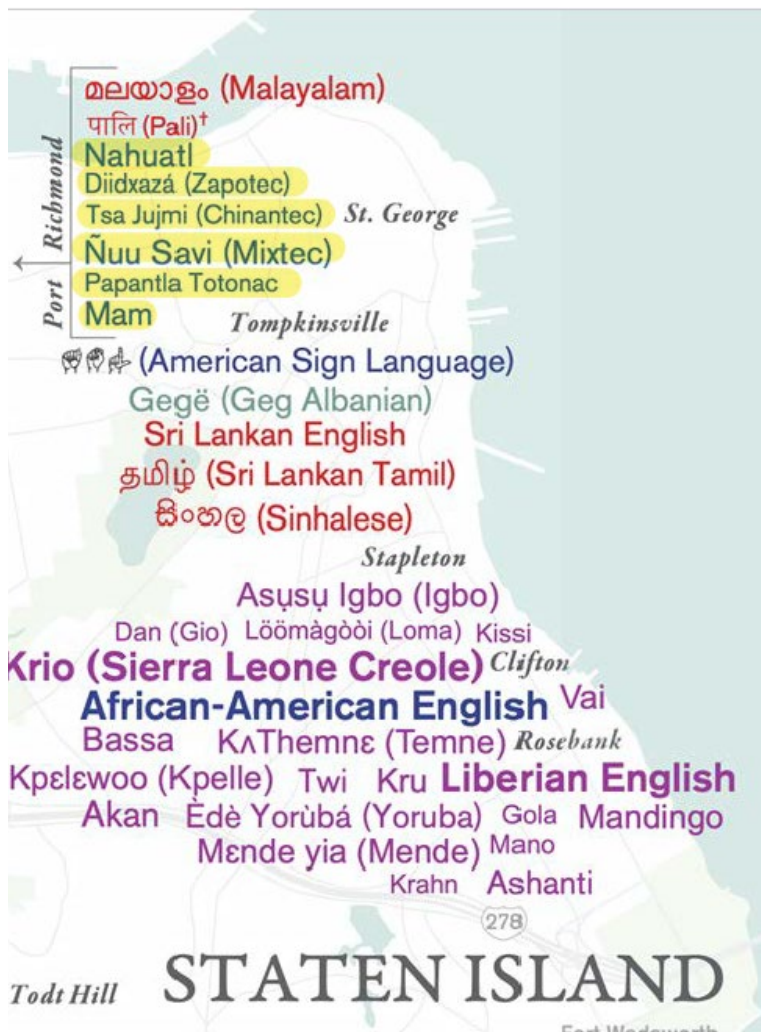 മലയാളം (Malayalam)
पालि (Pali)†
Port Richmond
Nahuatl
Diidxazá (Zapotec)
Tsa Jujmi (Chinantec) St. George
Ñuu Savi (Mixtec)
Papantla Totonac
Mam
Tompkinsville
(American Sign Language)
Gegë (Geg Albanian)
Sri Lankan English
தமிழ் (Sri Lankan Tamil)
සිංහල (Sinhalese)
Stapleton
Asụsụ Igbo (Igbo)
Dan (Gio) Löömàgòòi (Loma) Kissi
Krio (Sierra Leone Creole) Clifton
African-American English Vai
Bassa KʌThemnɛ (Temne) Rosebank
Kpɛlɛwoo (Kpelle) Twi Kru Liberian English
Akan Èdè Yorùbá (Yoruba) Gola Mandingo
Mɛnde yia (Mende) Mano
Krahn Ashanti
278
STATEN ISLAND
Todt Hill
Fort Wadsworth